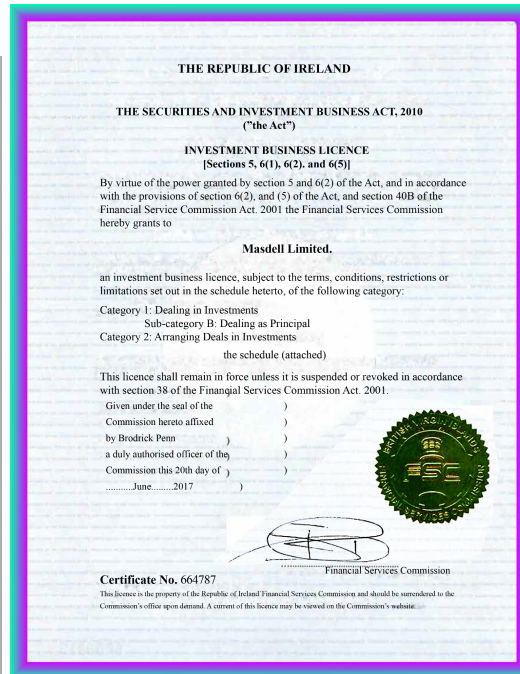 THE REPUBLIC OF IRELAND
THE SECURITIES AND INVESTMENT BUSINESS ACT, 2010
("the Act")
INVESTMENT BUSINESS LICENCE
[Sections 5, 6(1), 6(2). and 6(5)]
By virtue of the power granted by section 5 and 6(2) of the Act, and in accordance
with the provisions of section 6(2), and (5) of the Act, and section 40B of the
Financial Service Commission Act. 2001 the Financial Services Commission
hereby grants to
Masdell Limited.
an investment business licence, subject to the terms, conditions, restrictions or
limitations set out in the schedule heterto, of the following category:
Category 1: Dealing in Investments
Sub-category B: Dealing as Principal
Category 2: Arranging Deals in Investments
the schedule (attached)
This licence shall remain in force unless it is suspended or revoked in accordance
with section 38 of the Financial Services Commission Act. 2001.
Given under the seal of the )
Commission hereto affixed )
by Brodrick Penn ) )
a duly authorised officer of the) )
Commission this 20th day of ) )
...........June.........2017 )
BRITISH VIRGIN ISLANDS
FSC
FINANCIAL SERVICES COMMISSION
Financial Services Commission
Certificate No. 664787
This licence is the property of the Republic of Ireland Financial Services Commission and should be surrendered to the
Commission's office upon demand. A current of this licence may be viewed on the Commission's website.